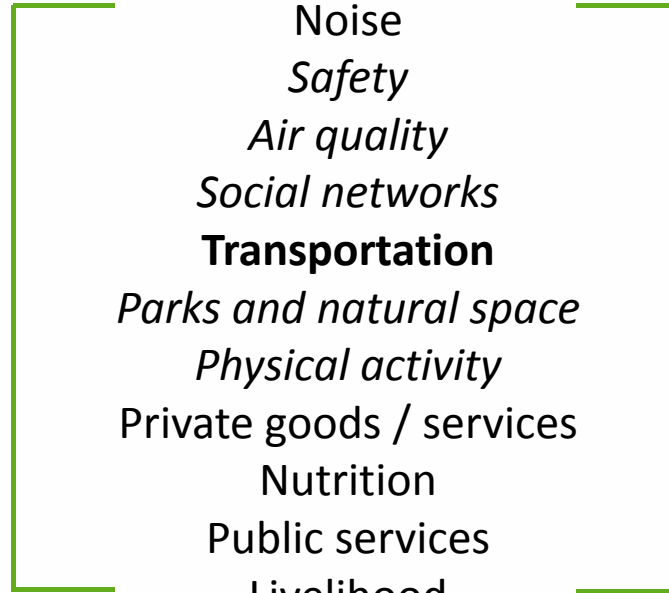 Noise
Safety
Air quality
Social networks
Transportation
Parks and natural space
Physical activity
Private goods / services
Nutrition
Public services
Livelihood